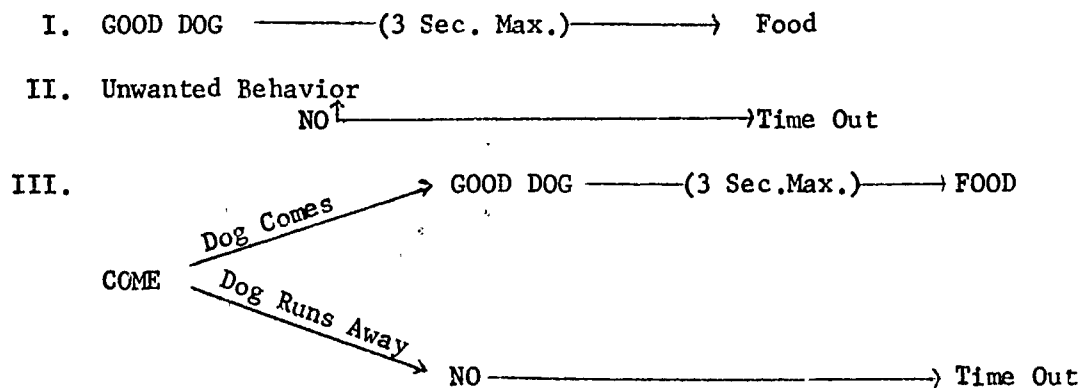 I. GOOD DOG (3 Sec. Max.) Food
II. Unwanted Behavior
NO Time Out
III. GOOD DOG (3 Sec.Max.) FOOD
Dog Comes
COME
Dog Runs Away
NO Time Out